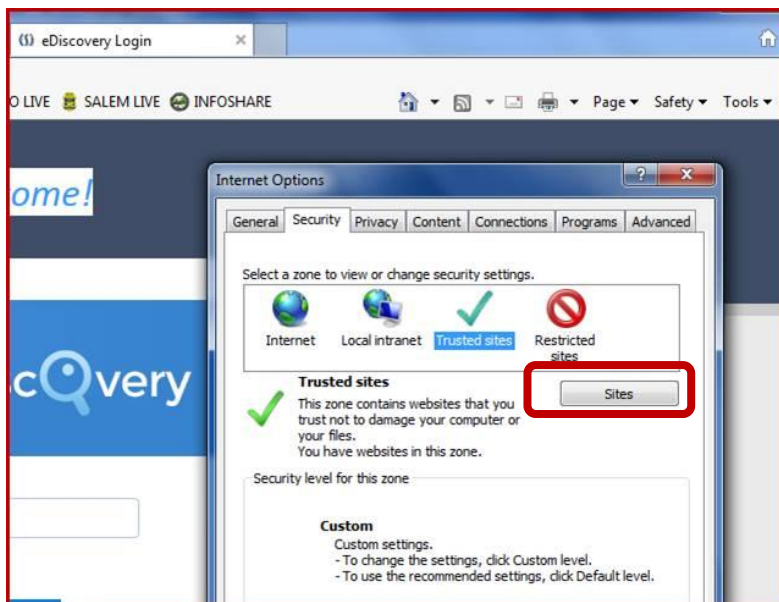 eDiscovery Login
O LIVE SALEM LIVE INFOSHARE Page Safety Tools
ome!
Internet Options
General Security Privacy Content Connections Programs Advanced
Select a zone to view or change security settings.
Internet Local intranet Trusted sites Restricted sites
Trusted sites
Sites
This zone contains websites that you
trust not to damage your computer or
your files.
You have websites in this zone.
Security level for this zone
Custom
Custom settings.
- To change the settings, click Custom level.
- To use the recommended settings, click Default level.
cQvery